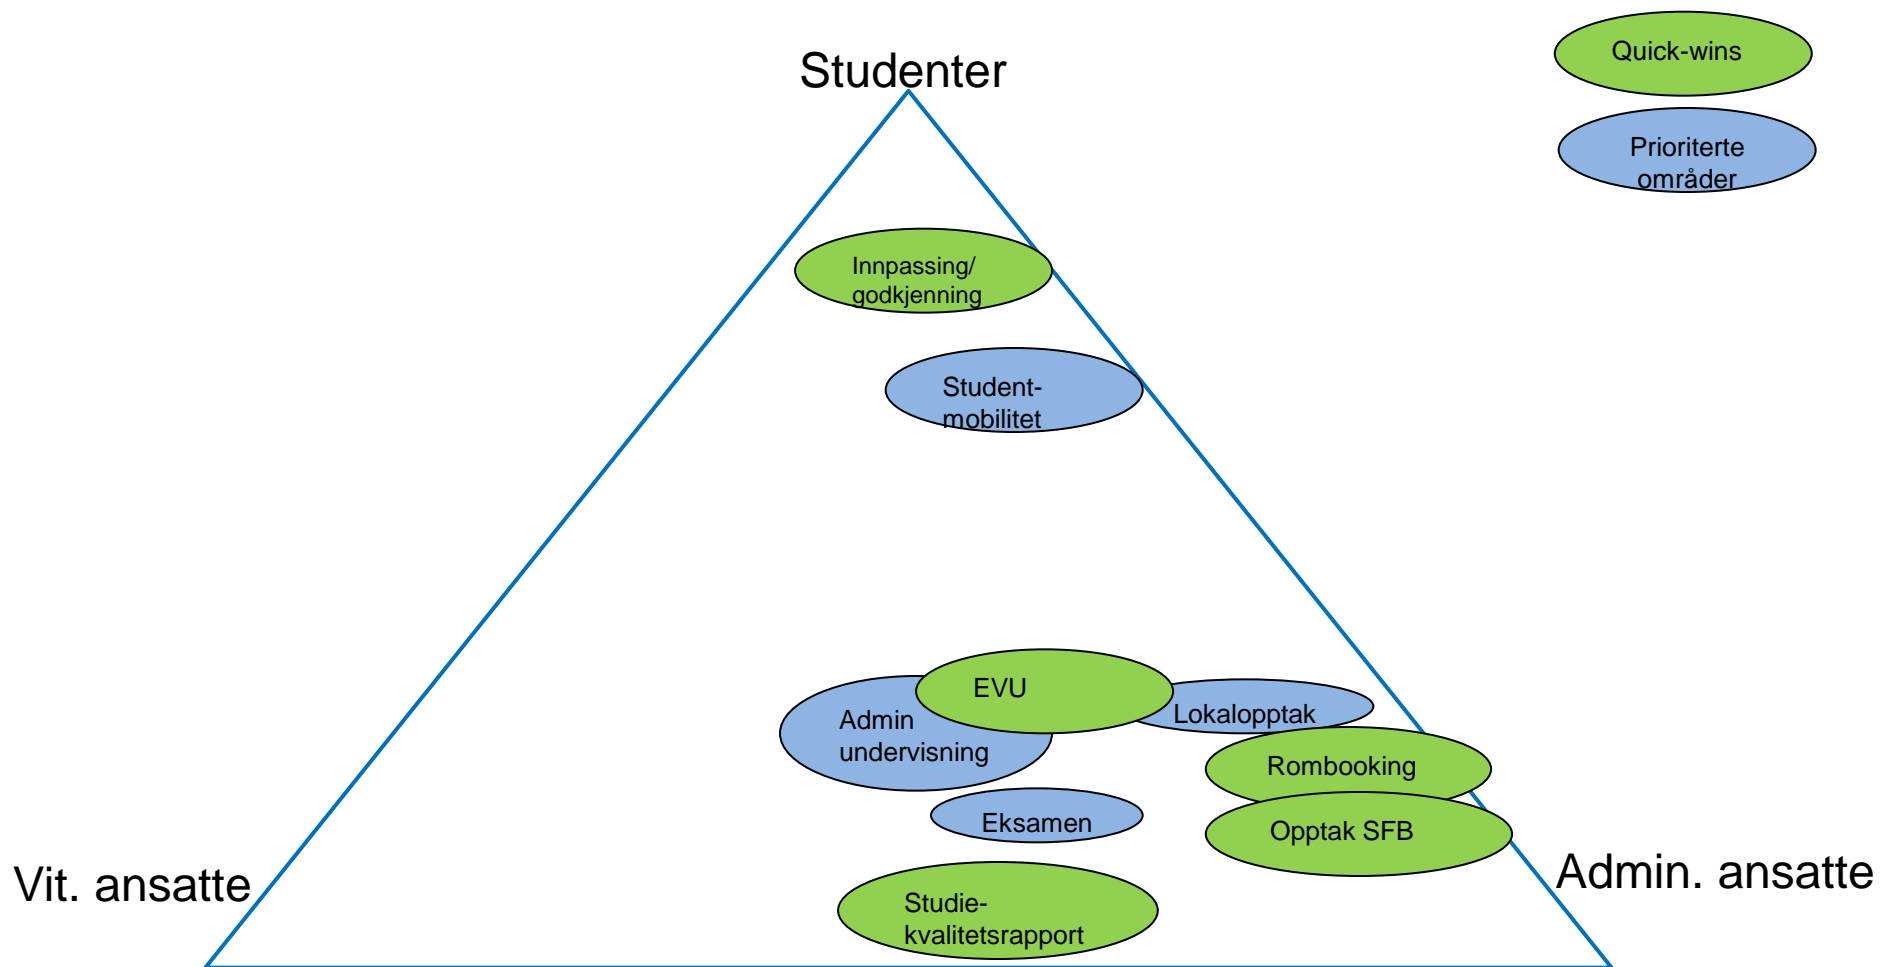 Quick-wins
Studenter
Prioriterte
områder
Innpassing/
godkjenning
Student-
mobilitet
EVU
Admin
undervisning
Lokalopptak
Rombooking
Eksamen
Opptak SFB
Vit. ansatte
Admin. ansatte
Studie-
kvalitetsrapport